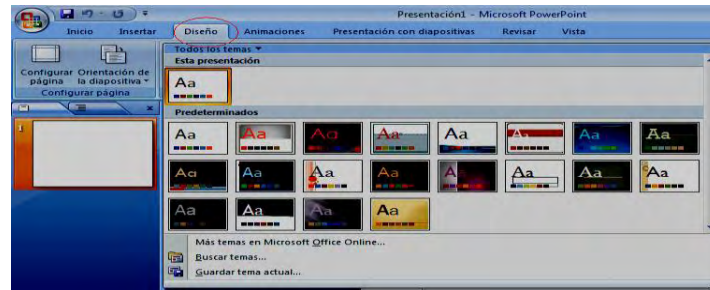 Presentación1 - Microsoft PowerPoint
Inicio Insertar Diseño Animaciones Presentación con diapositivas Revisar Vista
Configurar página
Orientación de la diapositiva
Configurar página
Todos los temas
Esta presentación
Aa
Predeterminados
Aa Aa Aa Aa Aa Aa Aa Aa
Aa Aa Aa Aa Aa Aa Aa Aa
Aa Aa Aa Aa
Más temas en Microsoft Office Online...
Buscar temas...
Guardar tema actual...
1